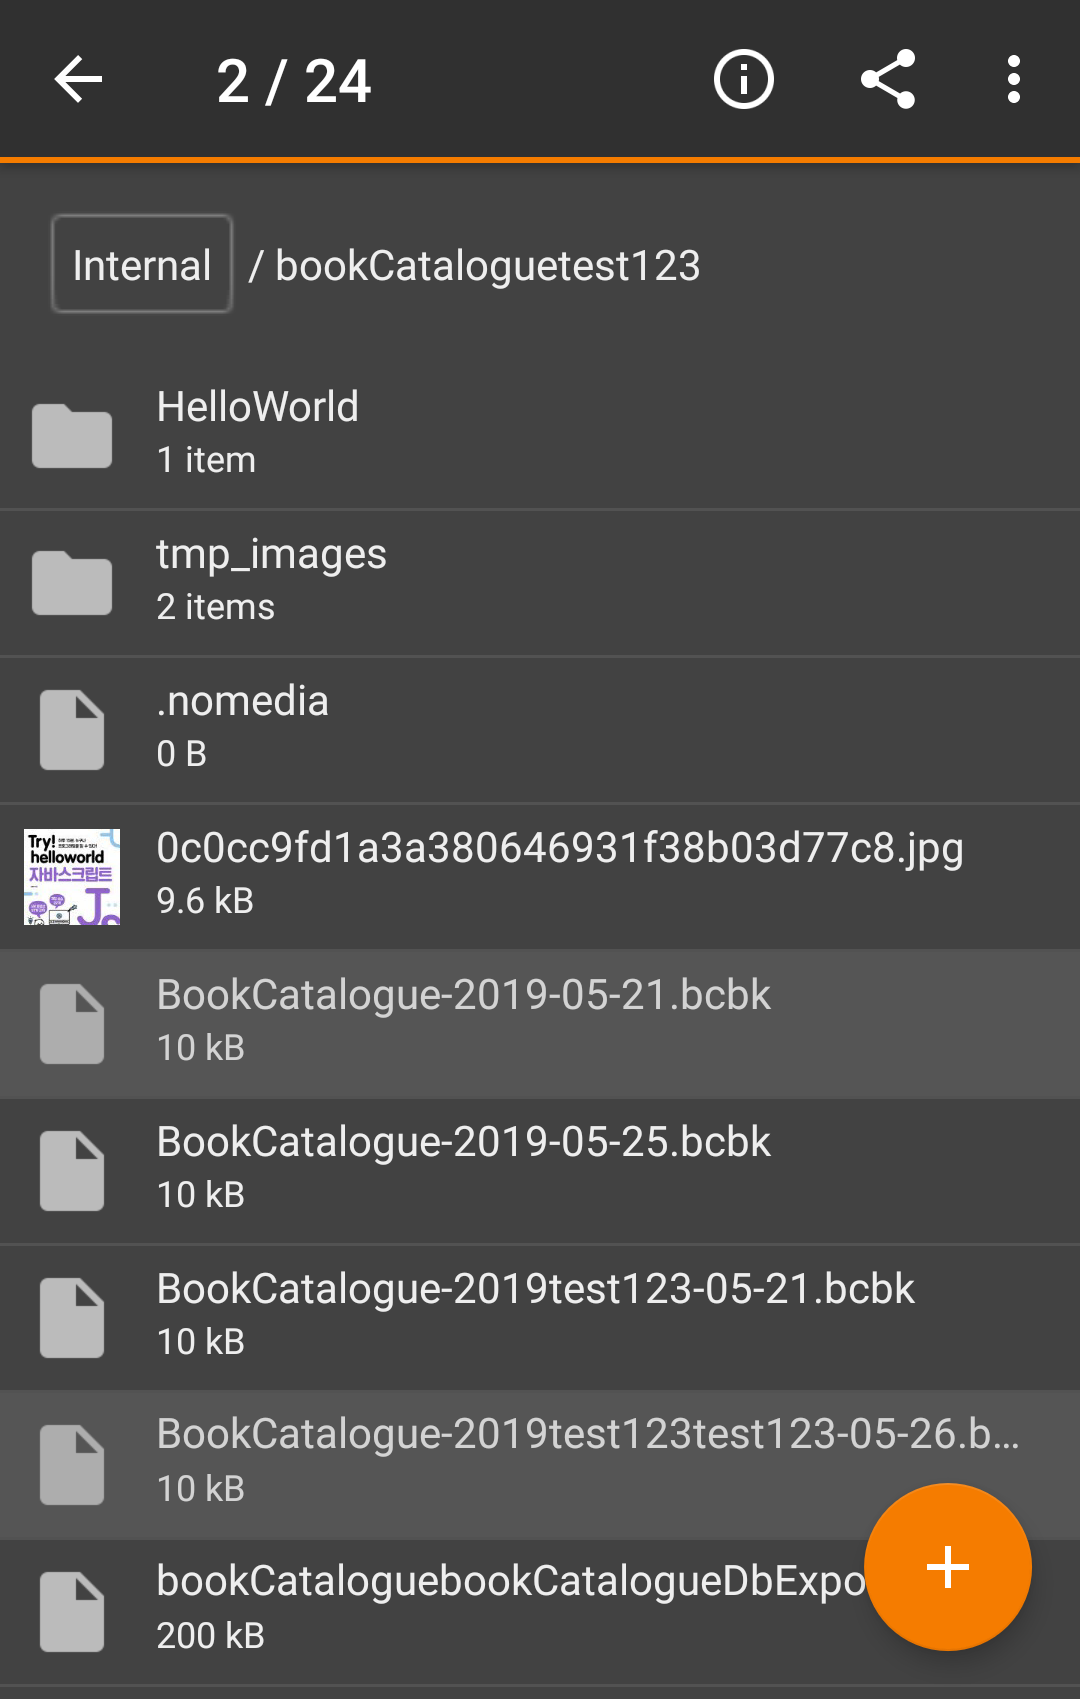 2 / 24
Internal / bookCataloguetest123
HelloWorld
1 item
tmp_images
2 items
.nomedia
0 B
Try!
helloworld
자바스크립트
0c0cc9fd1a3a380646931f38b03d77c8.jpg
9.6 kB
BookCatalogue-2019-05-21.bcbk
10 kB
BookCatalogue-2019-05-25.bcbk
10 kB
BookCatalogue-2019test123-05-21.bcbk
10 kB
BookCatalogue-2019test123test123-05-26.b...
10 kB
bookCataloguebookCatalogueDbExpo
200 kB